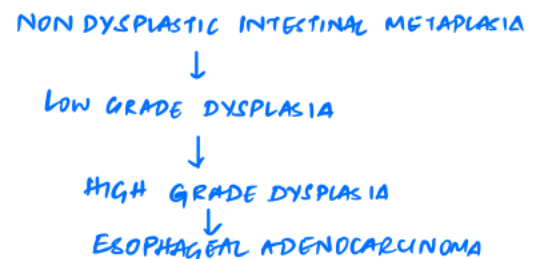 NON DYSPLASTIC INTESTINAL METAPLASIA
↓
LOW GRADE DYSPLASIA
↓
HIGH GRADE DYSPLASIA
↓
ESOPHAGEAL ADENOCARCINOMA